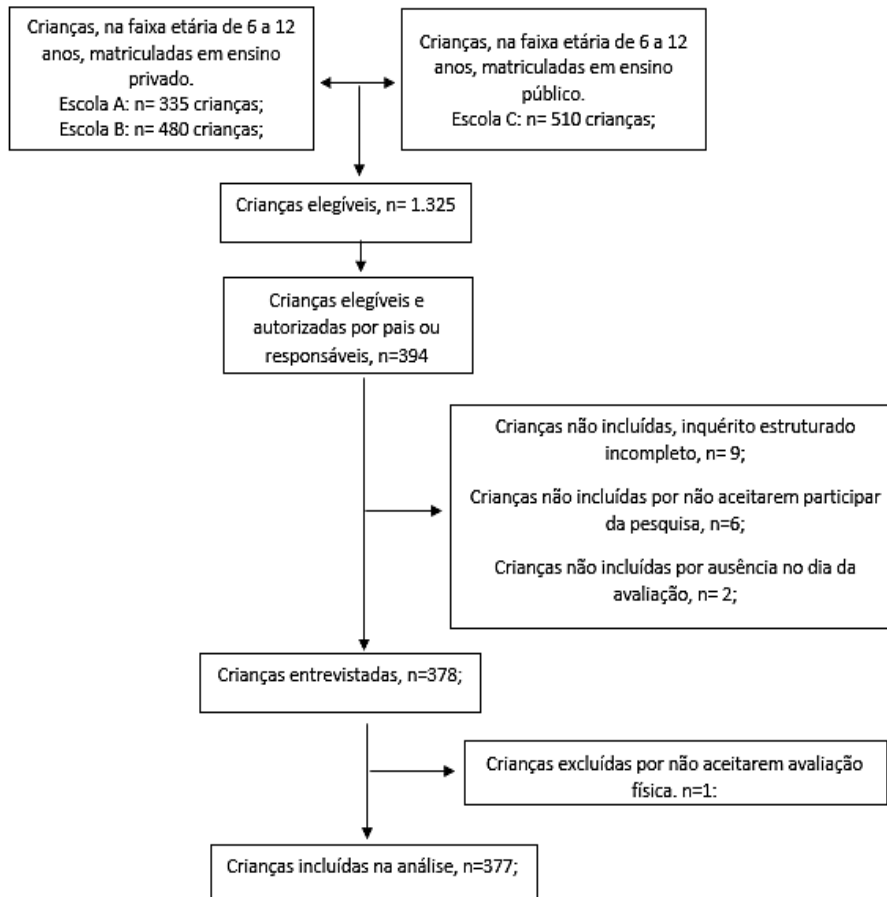 Crianças, na faixa etária de 6 a 12
anos, matriculadas em ensino
privado.
Escola A: n= 335 crianças;
Escola B: n= 480 crianças;
Crianças, na faixa etária de 6 a 12
anos, matriculadas em ensino
público.
Escola C: n= 510 crianças;
Crianças elegíveis, n= 1.325
Crianças elegíveis e
autorizadas por pais ou
responsáveis, n=394
Crianças não incluídas, inquérito estruturado
incompleto, n= 9;
Crianças não incluídas por não aceitarem participar
da pesquisa, n=6;
Crianças não incluídas por ausência no dia da
avaliação, n= 2;
Crianças entrevistadas, n=378;
Crianças excluídas por não aceitarem avaliação
física. n=1:
Crianças incluídas na análise, n=377;